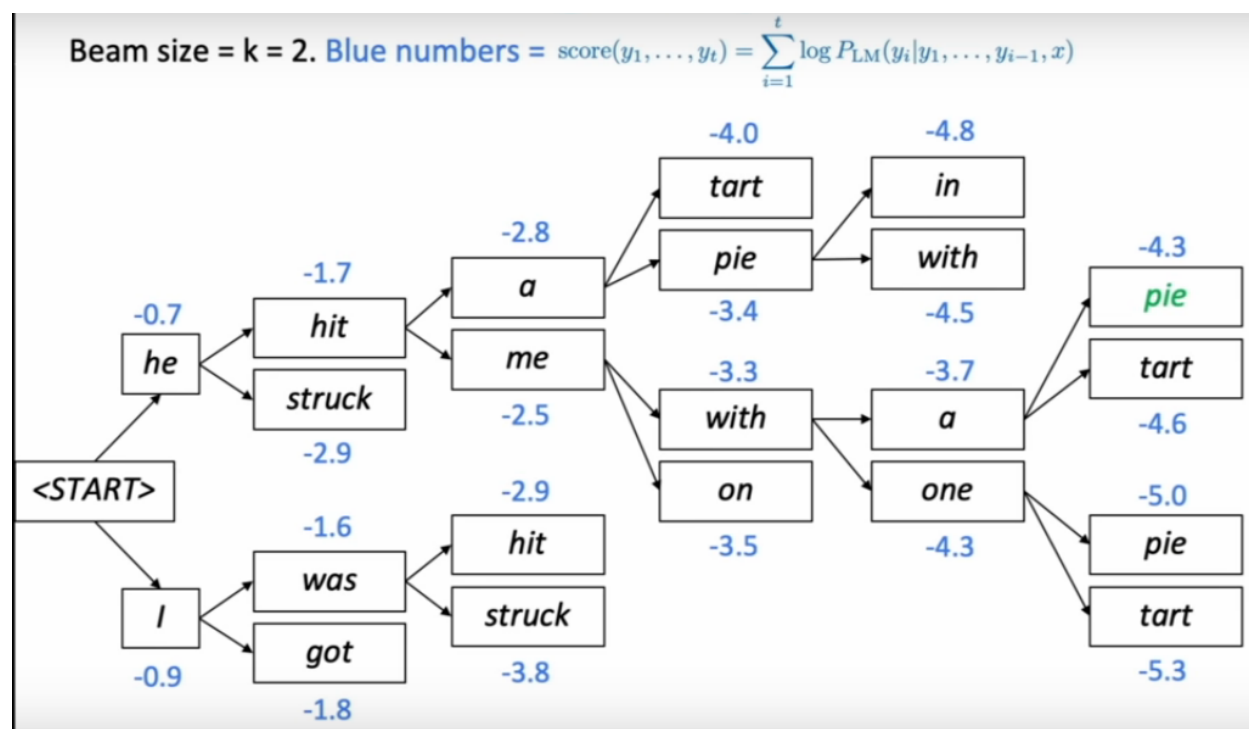 Beam size = k = 2. Blue numbers = score(y₁, . . . , yₜ) = ∑ᵢ₌₁ᵗ log P_LM(yᵢ|y₁, . . . , yᵢ₋₁, x)
-4.0
-4.8
tart
in
-2.8
-1.7
a
pie
with
-4.3
-0.7
hit
-3.4
-4.5
pie
he
me
-3.3
-3.7
tart
struck
-2.5
with
a
-4.6
-2.9
<START>
-2.9
on
one
-5.0
-1.6
hit
-3.5
-4.3
pie
was
I
struck
tart
got
-0.9
-3.8
-5.3
-1.8